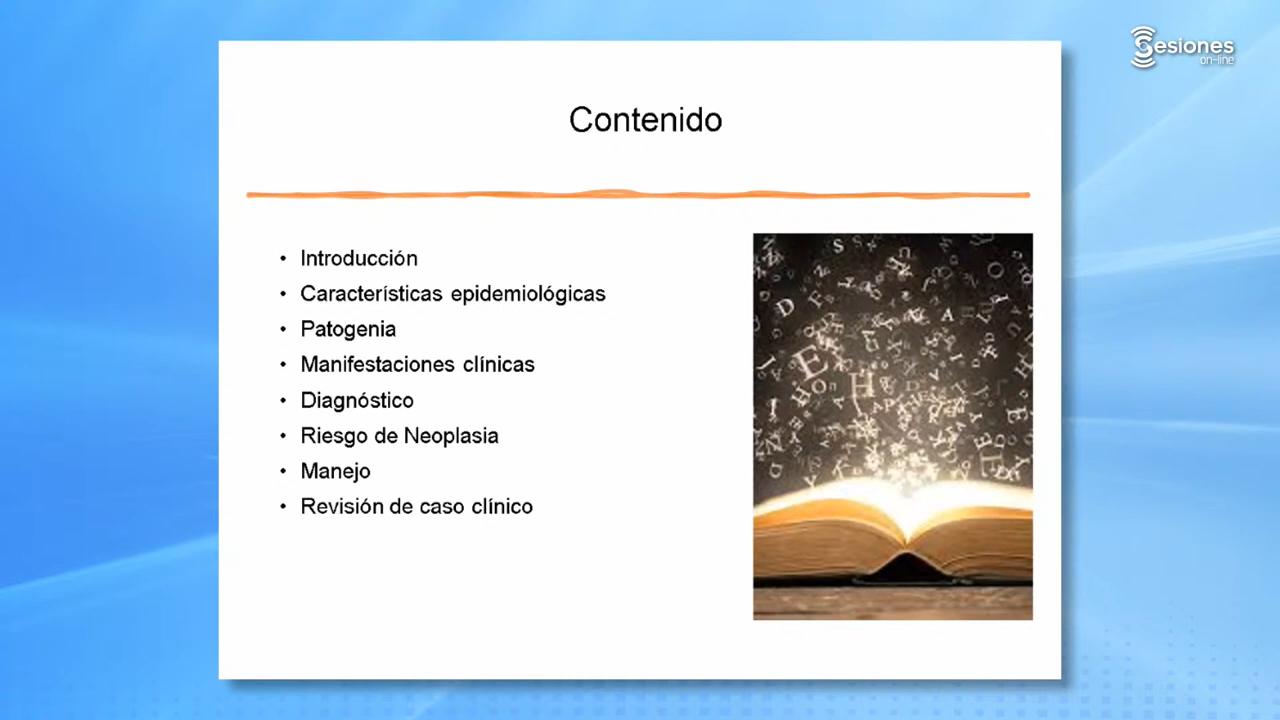 Sesiones
on-line
Contenido
• Introducción
• Características epidemiológicas
• Patogenia
• Manifestaciones clínicas
• Diagnóstico
• Riesgo de Neoplasia
• Manejo
• Revisión de caso clínico